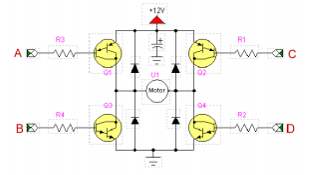 +12V
A R3 R1 C
Q1 Q2
+
U1
Motor
B R4 Q3 Q4 R2 D